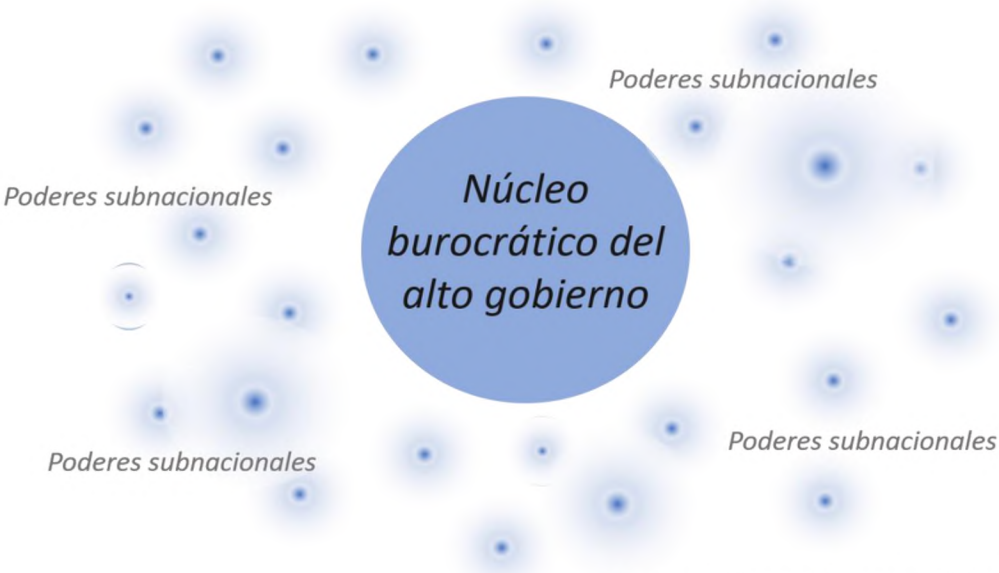 Poderes subnacionales
Poderes subnacionales
Núcleo
burocrático del
alto gobierno
Poderes subnacionales
Poderes subnacionales